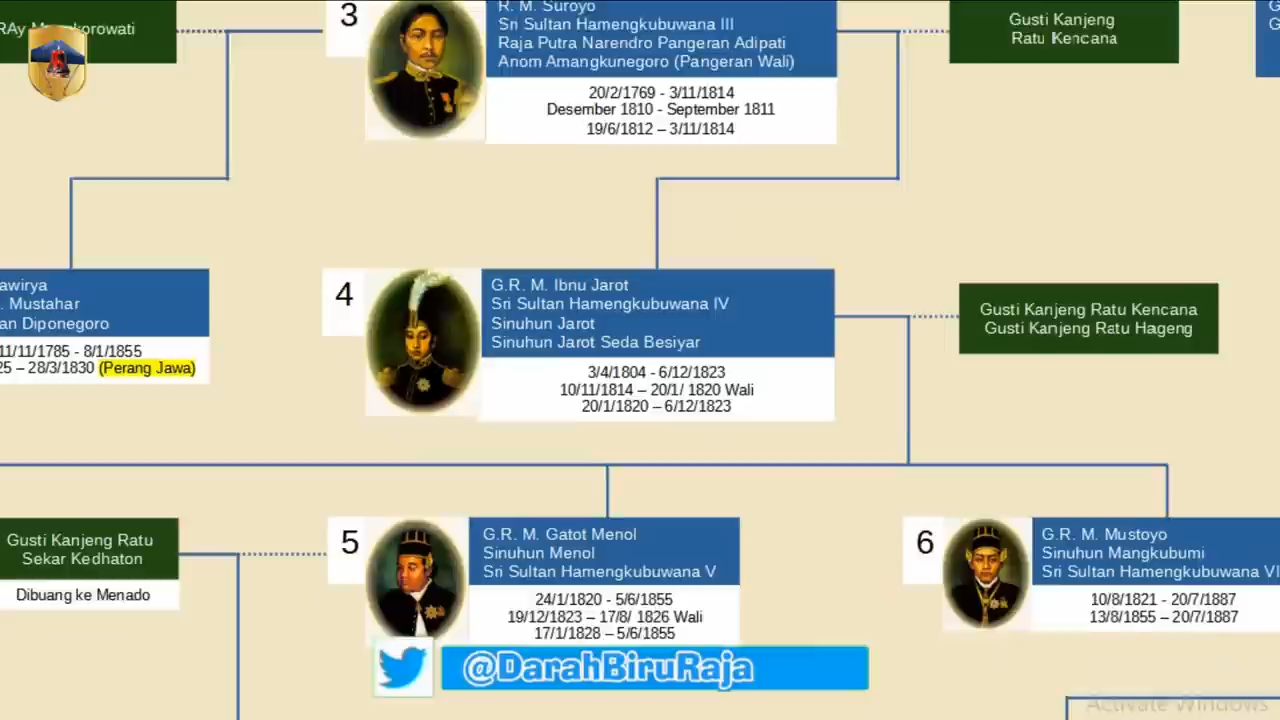 RAy
korowati
3
R. M. Suroyo
Sri Sultan Hamengkubuwana III
Raja Putra Narendro Pangeran Adipati
Anom Amangkunegoro (Pangeran Wali)
20/2/1769 - 3/11/1814
Desember 1810 - September 1811
19/6/1812 – 3/11/1814
Gusti Kanjeng
Ratu Kencana
G
G
awirya
. Mustahar
an Diponegoro
11/11/1785 - 8/1/1855
25 – 28/3/1830 (Perang Jawa)
4
G.R. M. Ibnu Jarot
Sri Sultan Hamengkubuwana IV
Sinuhun Jarot
Sinuhun Jarot Seda Besiyar
3/4/1804 - 6/12/1823
10/11/1814 – 20/1/ 1820 Wali
20/1/1820 – 6/12/1823
Gusti Kanjeng Ratu Kencana
Gusti Kanjeng Ratu Hageng
Gusti Kanjeng Ratu
Sekar Kedhaton
Dibuang ke Menado
5
G.R. M. Gatot Menol
Sinuhun Menol
Sri Sultan Hamengkubuwana V
24/1/1820 - 5/6/1855
19/12/1823 – 17/8/ 1826 Wali
17/1/1828 – 5/6/1855
6
G.R. M. Mustoyo
Sinuhun Mangkubumi
Sri Sultan Hamengkubuwana VI
10/8/1821 - 20/7/1887
13/8/1855 – 20/7/1887
@DarahBiruRaja
Activate Windows